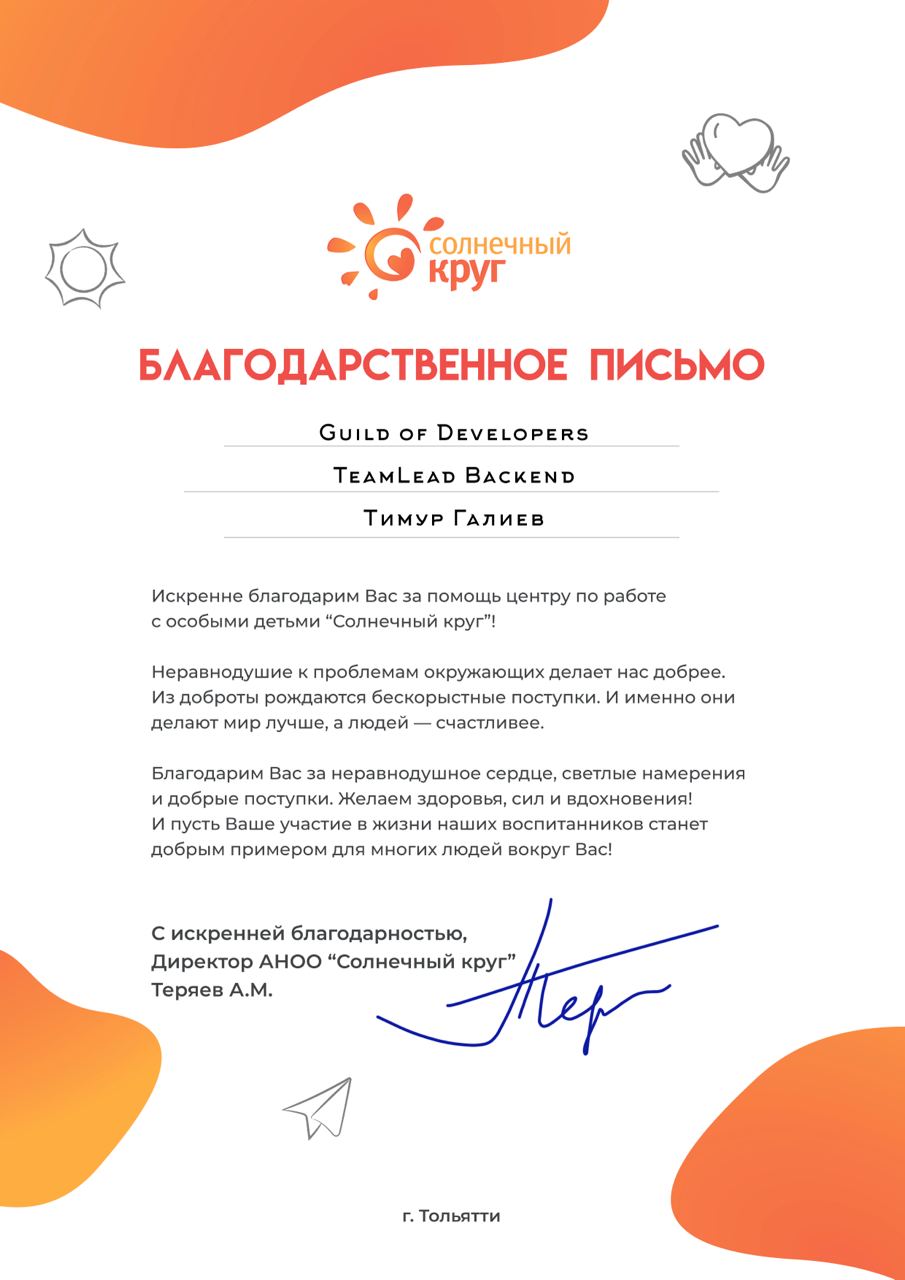 солнечный
круг
БЛАГОДАРСТВЕННОЕ ПИСЬМО
Guild of Developers
TeamLead Backend
Тимур Галиев
Искренне благодарим Вас за помощь центру по работе
с особыми детьми “Солнечный круг”!
Неравнодушие к проблемам окружающих делает нас добрее.
Из доброты рождаются бескорыстные поступки. И именно они
делают мир лучше, а людей — счастливее.
Благодарим Вас за неравнодушное сердце, светлые намерения
и добрые поступки. Желаем здоровья, сил и вдохновения!
И пусть Ваше участие в жизни наших воспитанников станет
добрым примером для многих людей вокруг Вас!
С искренней благодарностью,
Директор АНОО “Солнечный круг”
Теряев А.М.
г. Тольятти